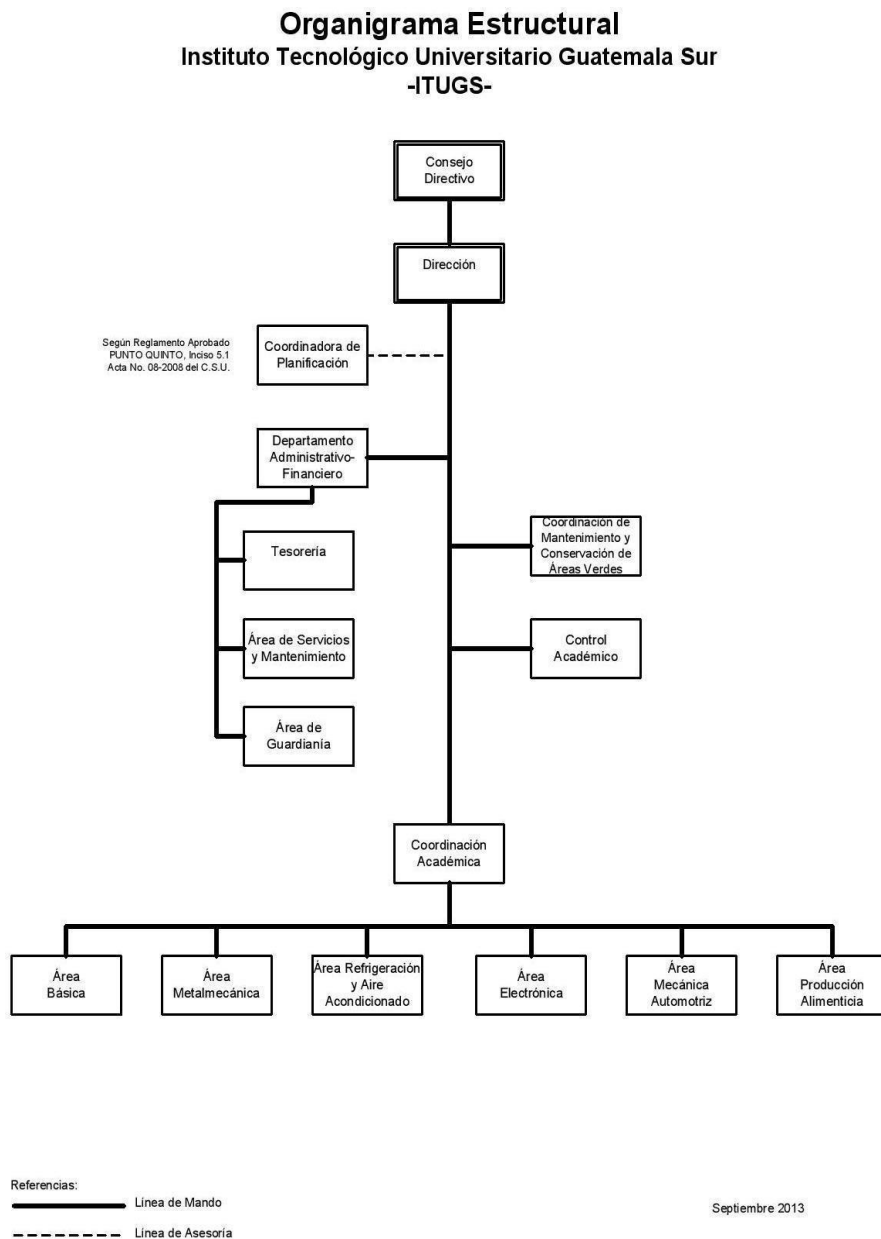 Organigrama Estructural
Instituto Tecnológico Universitario Guatemala Sur
-ITUGS-
Consejo
Directivo
Dirección
Según Reglamento Aprobado
PUNTO QUINTO, Inciso 5.1
Acta No. 08-2008 del C.S.U.
Coordinadora de
Planificación
Departamento
Administrativo-
Financiero
Coordinación de
Mantenimiento y
Conservación de
Áreas Verdes
Tesorería
Área de Servicios
y Mantenimiento
Control
Académico
Área de
Guardianía
Coordinación
Académica
Área
Básica
Área
Metalmecánica
Área Refrigeración
y Aire
Acondicionado
Área
Electrónica
Área
Mecánica
Automotriz
Área
Producción
Alimenticia
Referencias:
Línea de Mando
Línea de Asesoría
Septiembre 2013